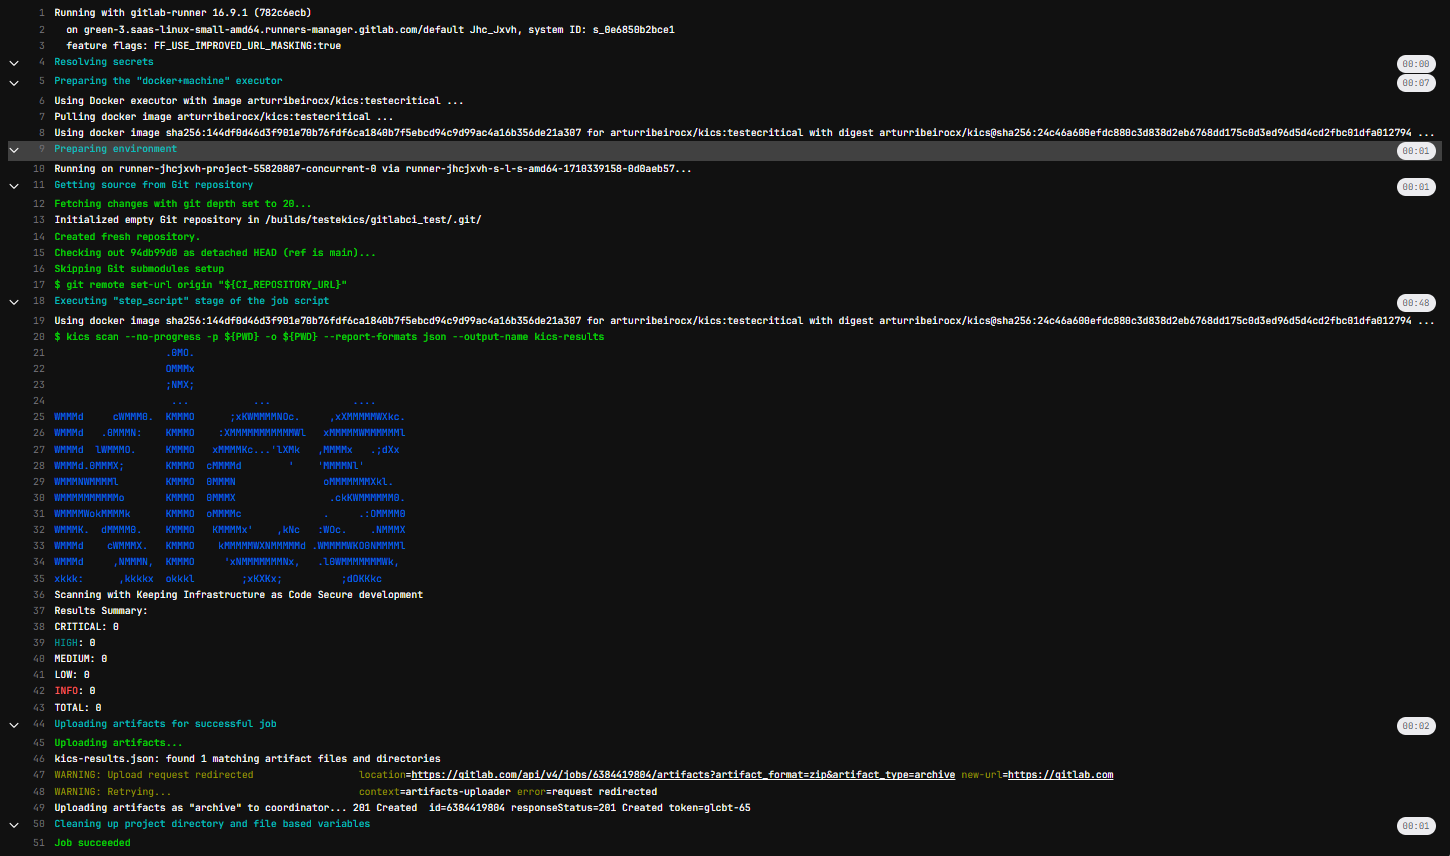 1 Running with gitlab-runner 16.9.1 (782c6ecb)
2 on green-3.saas-linux-small-amd64.runners-manager.gitlab.com/default Jhc_Jxvh, system ID: s_0e6850b2bce1
3 feature flags: FF_USE_IMPROVED_URL_MASKING:true
4 Resolving secrets 00:00
5 Preparing the "docker+machine" executor 00:07
6 Using Docker executor with image arturribeirocx/kics:testecritical ...
7 Pulling docker image arturribeirocx/kics:testecritical ...
8 Using docker image sha256:144df0d46d3f901e70b76fdf6ca1840b7f5ebcd94c9d99ac4a16b356de21a307 for arturribeirocx/kics:testecritical with digest arturribeirocx/kics@sha256:24c46a600efdc880c3d838d2eb6768dd175c0d3ed96d5d4cd2fbc01dfa012794 ...
9 Preparing environment 00:01
10 Running on runner-jhcjxvh-project-55820807-concurrent-0 via runner-jhcjxvh-s-l-s-amd64-1710339158-0d0aeb57...
11 Getting source from Git repository 00:01
12 Fetching changes with git depth set to 20...
13 Initialized empty Git repository in /builds/testekics/gitlabci_test/.git/
14 Created fresh repository.
15 Checking out 94db99d0 as detached HEAD (ref is main)...
16 Skipping Git submodules setup
17 $ git remote set-url origin "${CI_REPOSITORY_URL}"
18 Executing "step_script" stage of the job script 00:48
19 Using docker image sha256:144df0d46d3f901e70b76fdf6ca1840b7f5ebcd94c9d99ac4a16b356de21a307 for arturribeirocx/kics:testecritical with digest arturribeirocx/kics@sha256:24c46a600efdc880c3d838d2eb6768dd175c0d3ed96d5d4cd2fbc01dfa012794 ...
20 $ kics scan --no-progress -p ${PWD} -o ${PWD} --report-formats json --output-name kics-results
21 .0MO.
22 OMMMx
23 ;NMX;
24 ... ... ....
25 WMMMd cWMMM0. KMMMO ;xKWMMMMNOc. ,xXMMMMMWXkc.
26 WMMMd .0MMMN: KMMMO :XMMMMMMMMMMMWl xMMMMMWMMMMMMl
27 WMMMd lWMMMO. KMMMO xMMMMKc...'lXMk ,MMMMx .;dXx
28 WMMMd.0MMMX; KMMMO cMMMMd ' 'MMMMNl'
29 WMMMNWMMMMl KMMMO 0MMMN oMMMMMMMXkl.
30 WMMMMMMMMMMo KMMMO 0MMMX .ckKWMMMMMM0.
31 WMMMMWokMMMMk KMMMO oMMMMc . .:OMMMM0
32 WMMMK. dMMMM0. KMMMO KMMMMx' ,kNc :WOc. .NMMMX
33 WMMMd cWMMMX. KMMMO kMMMMMWXNMMMMMd .WMMMMWKO0NMMMMl
34 WMMMd ,NMMMN, KMMMO 'xNMMMMMMMNx, .l0WMMMMMMMWk,
35 xkkk: ,kkkkx okkkl ;xKXKx; ;dOKKkc
36 Scanning with Keeping Infrastructure as Code Secure development
37 Results Summary:
38 CRITICAL: 0
39 HIGH: 0
40 MEDIUM: 0
41 LOW: 0
42 INFO: 0
43 TOTAL: 0
44 Uploading artifacts for successful job 00:02
45 Uploading artifacts...
46 kics-results.json: found 1 matching artifact files and directories
47 WARNING: Upload request redirected location=https://gitlab.com/api/v4/jobs/6384419804/artifacts?artifact_format=zip&artifact_type=archive new-url=https://gitlab.com
48 WARNING: Retrying... context=artifacts-uploader error=request redirected
49 Uploading artifacts as "archive" to coordinator... 201 Created id=6384419804 responseStatus=201 Created token=glcbt-65
50 Cleaning up project directory and file based variables 00:01
51 Job succeeded